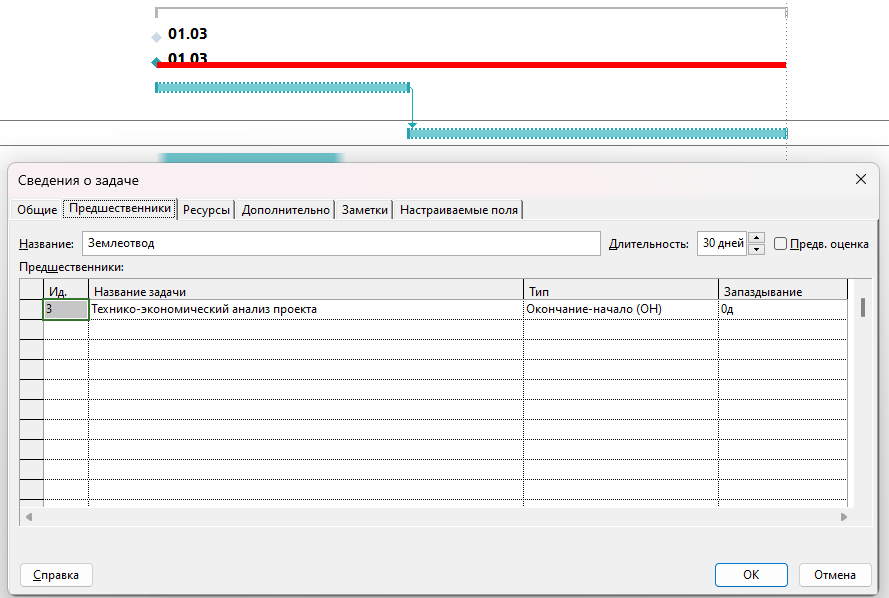 01.03
01.03
Сведения о задаче
Общие Предшественники Ресурсы Дополнительно Заметки Настраиваемые поля
Название: Землеотвод Длительность: 30 дней Предв. оценка
Предшественники:
Ид. Название задачи Тип Запаздывание
3 Технико-экономический анализ проекта Окончание-начало (ОН) 0д
Справка ОК Отмена